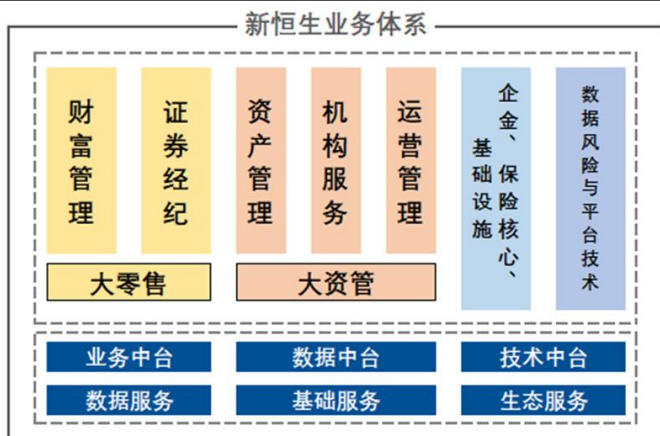 新恒生业务体系
财富管理
证券经纪
资产管理
机构服务
运营管理
企金、保险核心、
基础设施
数据风险与平台技术
大零售
大资管
业务中台
数据中台
技术中台
数据服务
基础服务
生态服务